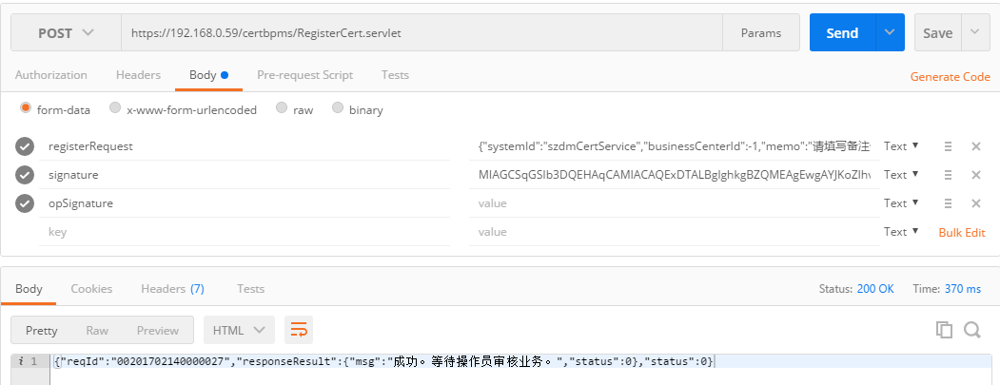 POST https://192.168.0.59/certbpms/RegisterCert.servlet Params Send Save
Authorization Headers Body Pre-request Script Tests Generate Code
form-data x-www-form-urlencoded raw binary
registerRequest {"systemId":"szdmCertService","businessCenterId":-1,"memo":"请填写备注 Text
signature MIAGCSqGSIb3DQEHAqCAMIACAQExDTALBglghkgBZQMEAgEwgAYJKoZIhv Text
opSignature value Text
key value Text Bulk Edit
Body Cookies Headers (7) Tests Status: 200 OK Time: 370 ms
Pretty Raw Preview HTML
i 1 {"reqId":"00201702140000027","responseResult":{"msg":"成功。等待操作员审核业务。","status":0},"status":0}